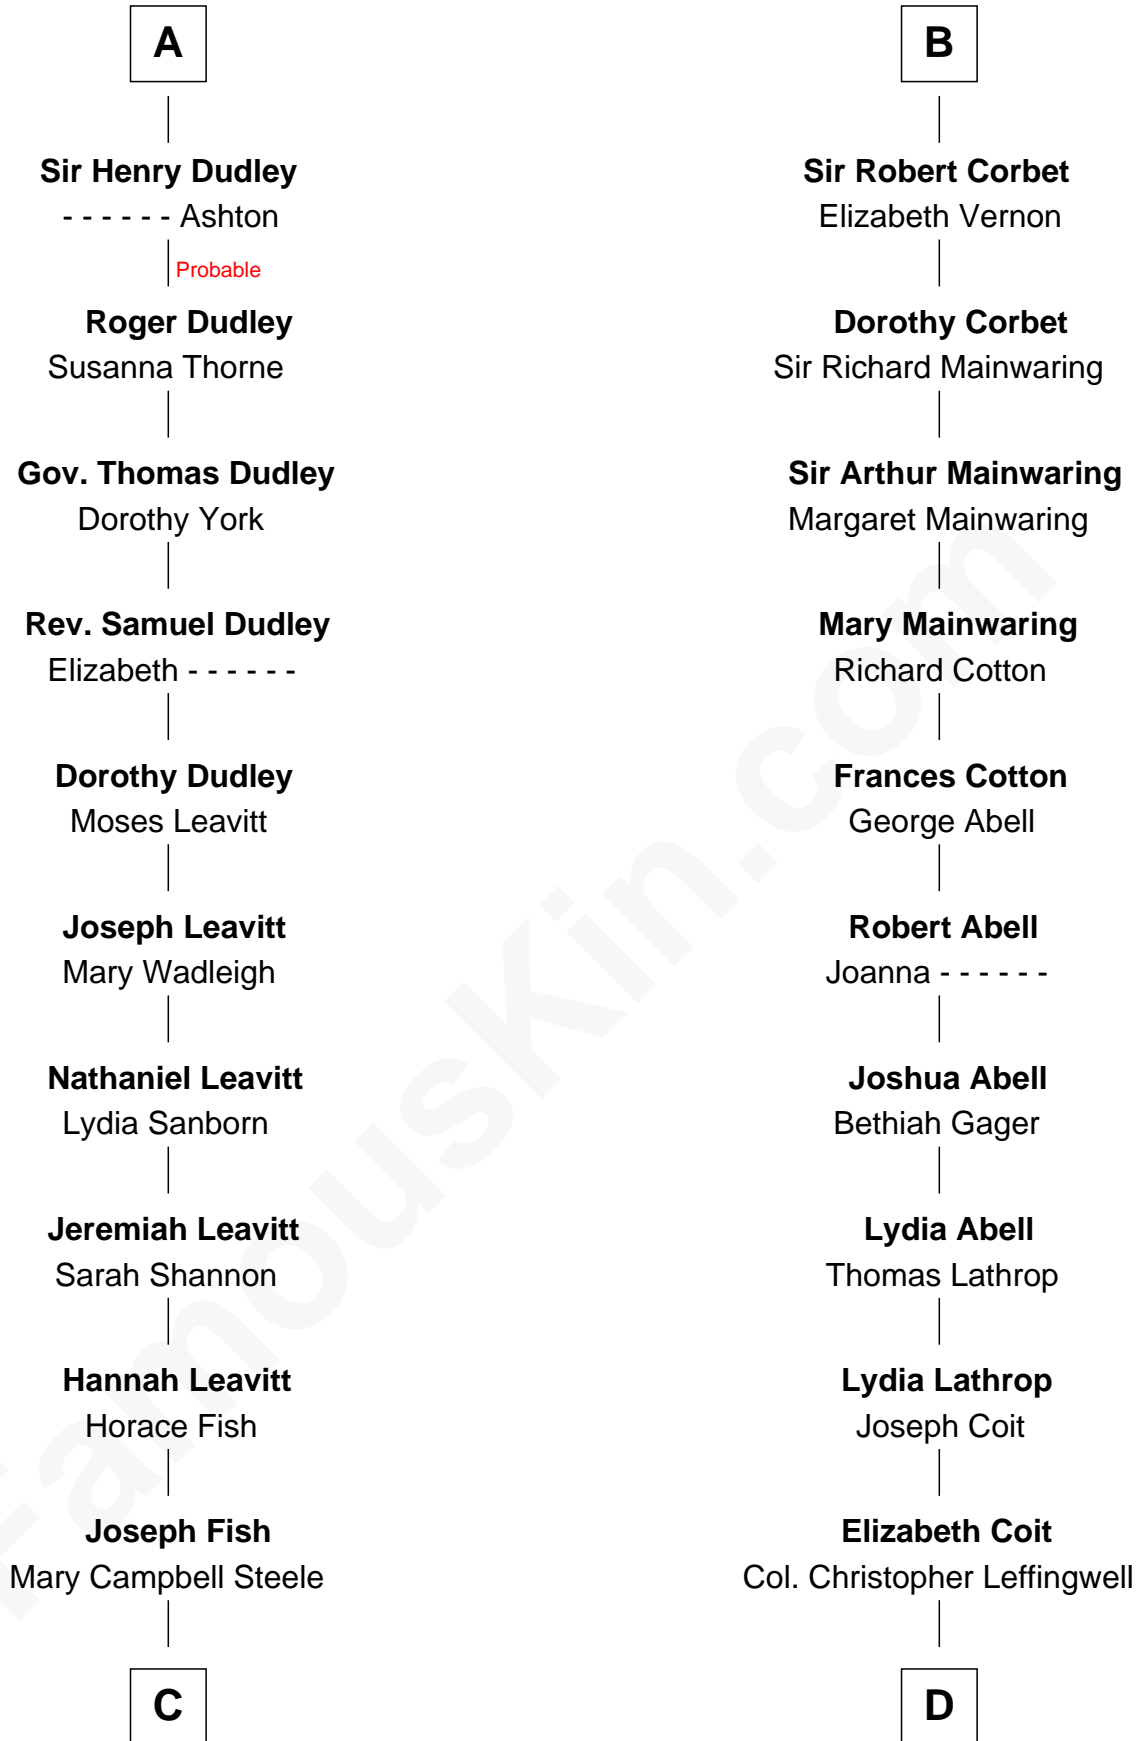 A
Sir Henry Dudley
- - - - - - Ashton
Probable
Roger Dudley
Susanna Thorne
Gov. Thomas Dudley
Dorothy York
Rev. Samuel Dudley
Elizabeth - - - - - -
Dorothy Dudley
Moses Leavitt
Joseph Leavitt
Mary Wadleigh
Nathaniel Leavitt
Lydia Sanborn
Jeremiah Leavitt
Sarah Shannon
Hannah Leavitt
Horace Fish
Joseph Fish
Mary Campbell Steele
C
B
Sir Robert Corbet
Elizabeth Vernon
Dorothy Corbet
Sir Richard Mainwaring
Sir Arthur Mainwaring
Margaret Mainwaring
Mary Mainwaring
Richard Cotton
Frances Cotton
George Abell
Robert Abell
Joanna - - - - - -
Joshua Abell
Bethiah Gager
Lydia Abell
Thomas Lathrop
Lydia Lathrop
Joseph Coit
Elizabeth Coit
Col. Christopher Leffingwell
D
FamousKin.com